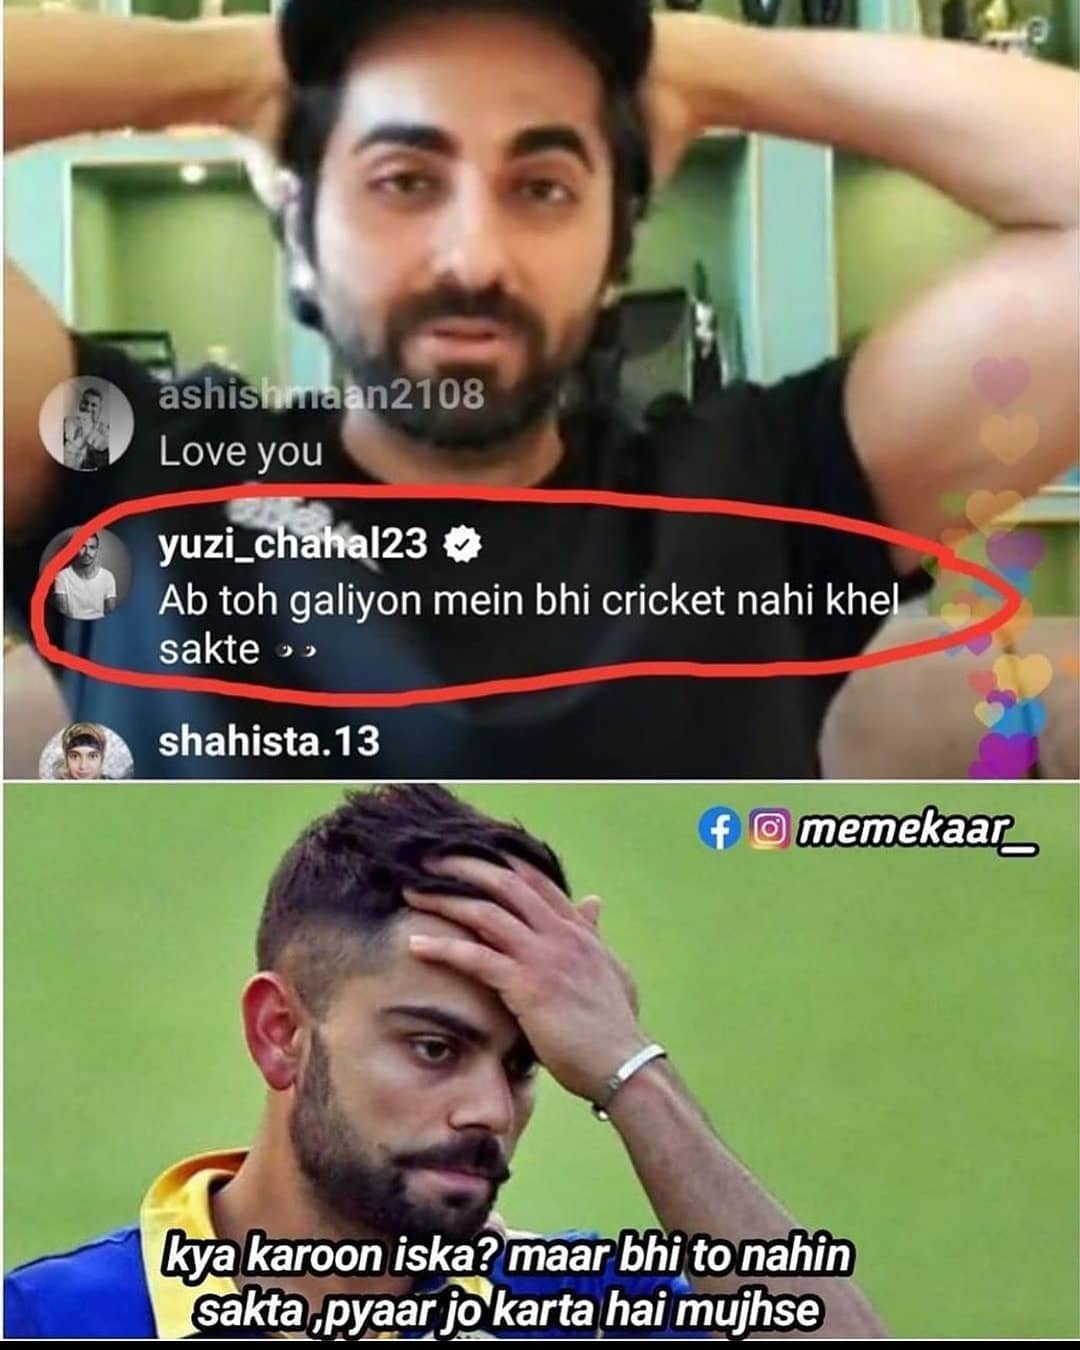 ashishmaan2108
Love you
yuzi_chahal23
Ab toh galiyon mein bhi cricket nahi khel
sakte 👀
shahista.13
memekaar_
kya karoon iska? maar bhi to nahin
sakta ,pyaar jo karta hai mujhse